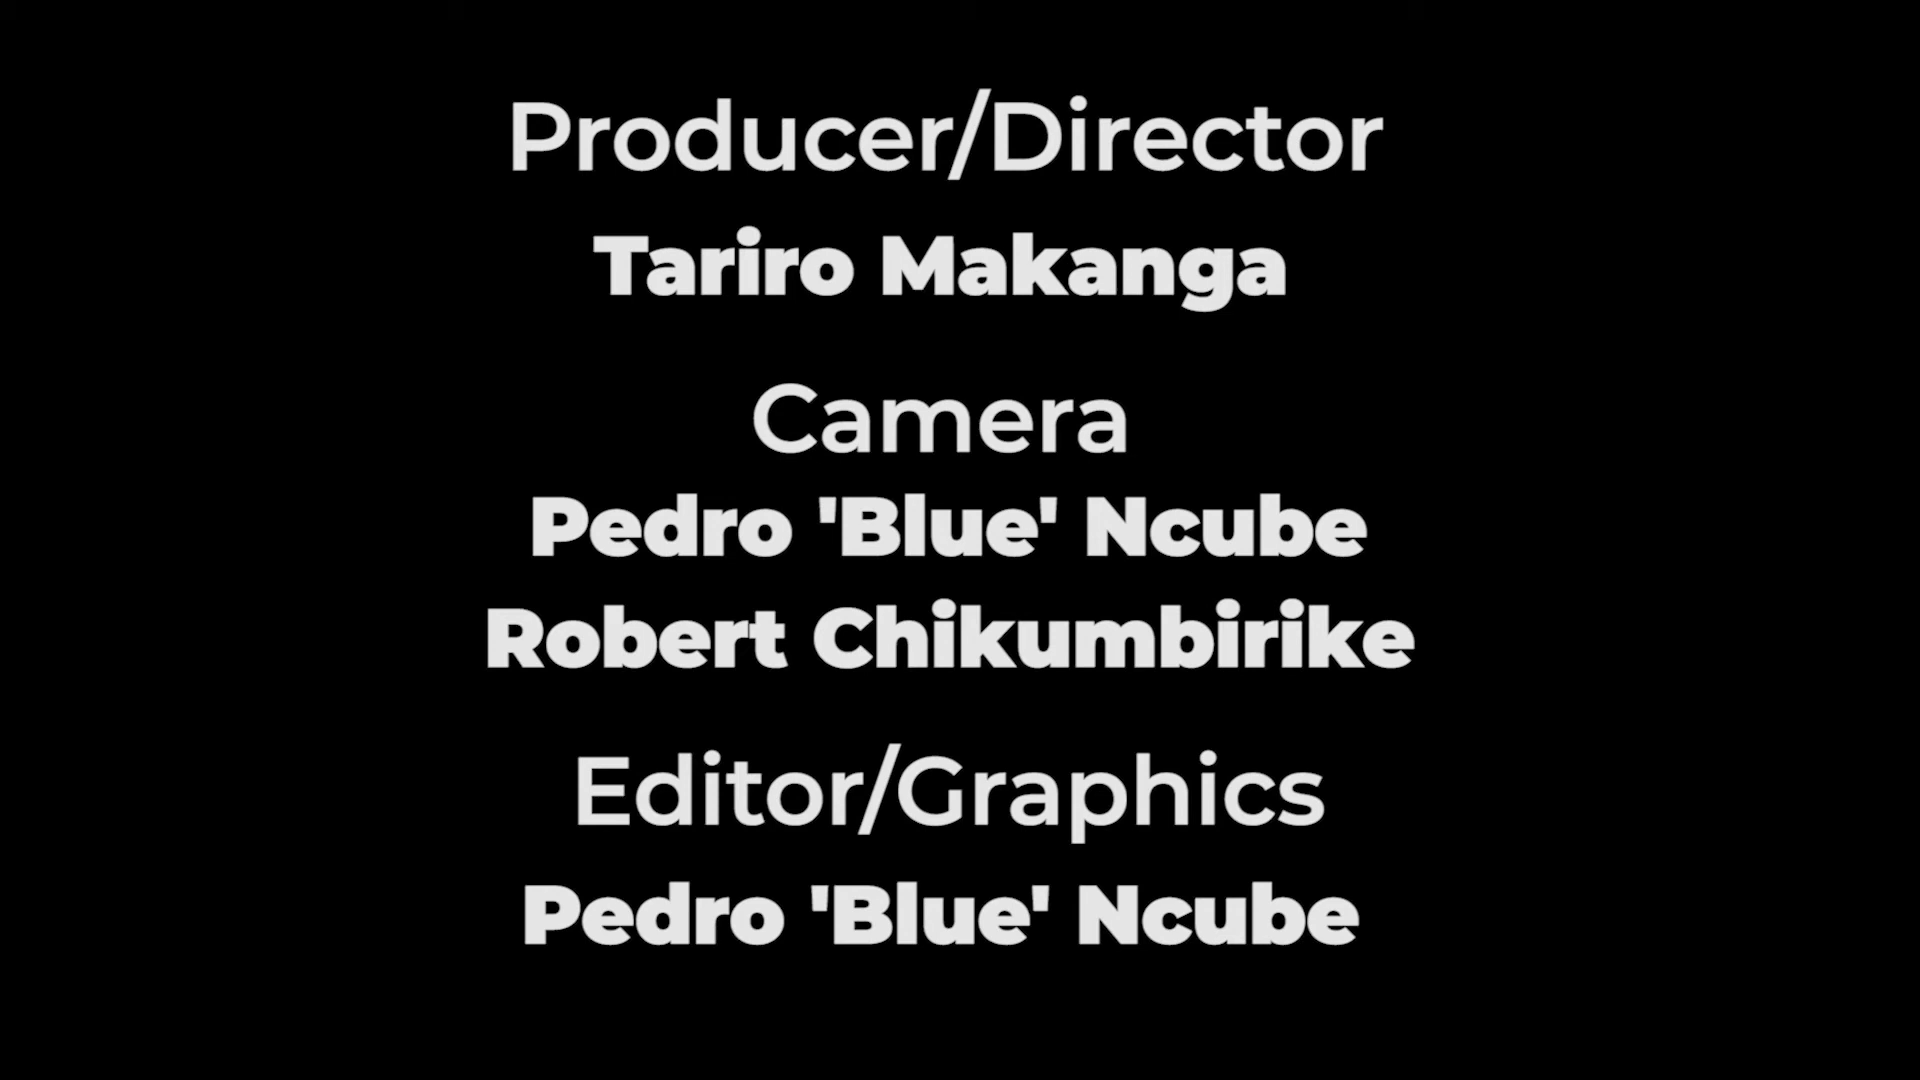 Producer/Director
Tariro Makanga
Camera
Pedro 'Blue' Ncube
Robert Chikumbirike
Editor/Graphics
Pedro 'Blue' Ncube